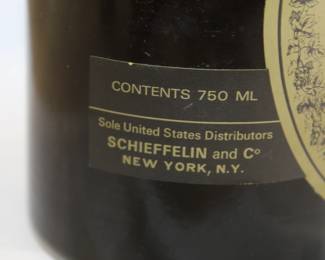 CONTENTS 750 ML
Sole United States Distributors
SCHIEFFELIN and Cº
NEW YORK, N.Y.